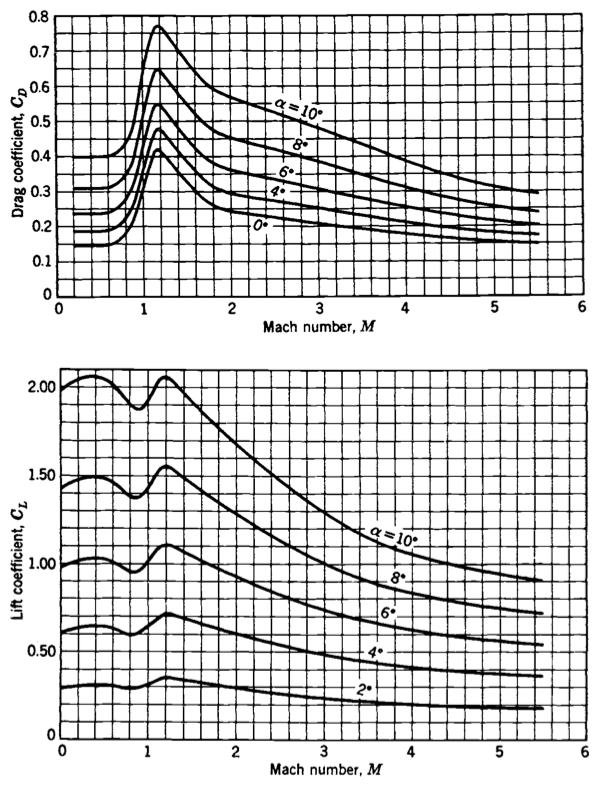 0.8
0.7
0.6
0.5
0.4
0.3
0.2
0.1
0
Drag coefficient, C_D
α = 10°
8°
6°
4°
0°
0 1 2 3 4 5 6
Mach number, M
2.00
1.50
1.00
0.50
0
Lift coefficient, C_L
α = 10°
8°
6°
4°
2°
0 1 2 3 4 5 6
Mach number, M